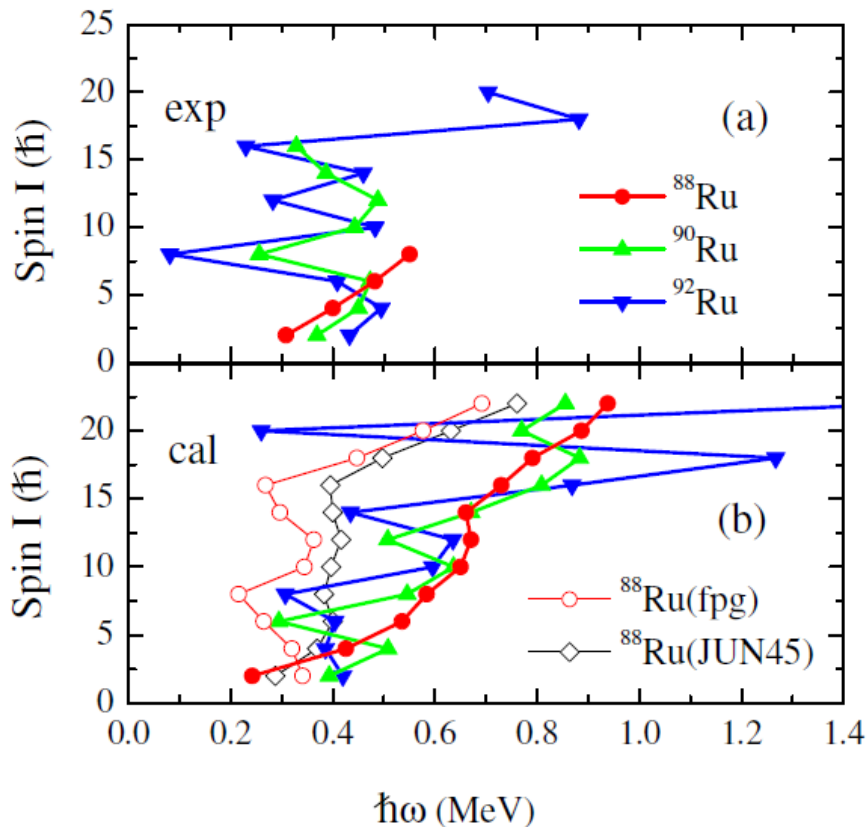 25
20
15
10
5
0
Spin I (ℏ)
exp
(a)
⁸⁸Ru
⁹⁰Ru
⁹²Ru
20
15
10
5
0
Spin I (ℏ)
cal
(b)
⁸⁸Ru(fpg)
⁸⁸Ru(JUN45)
0.0 0.2 0.4 0.6 0.8 1.0 1.2 1.4
ℏω (MeV)